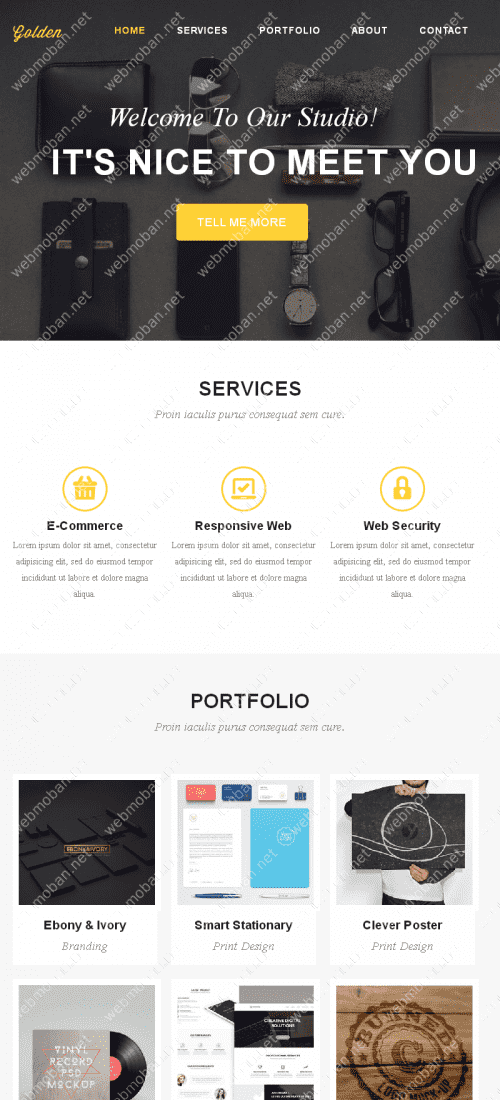 Golden
HOME SERVICES PORTFOLIO ABOUT CONTACT
Welcome To Our Studio!
IT'S NICE TO MEET YOU
TELL ME MORE
SERVICES
Proin iaculis purus consequat sem cure.
E-Commerce
Lorem ipsum dolor sit amet, consectetur
adipisicing elit, sed do eiusmod tempor
incididunt ut labore et dolore magna
aliqua.
Responsive Web
Lorem ipsum dolor sit amet, consectetur
adipisicing elit, sed do eiusmod tempor
incididunt ut labore et dolore magna
aliqua.
Web Security
Lorem ipsum dolor sit amet, consectetur
adipisicing elit, sed do eiusmod tempor
incididunt ut labore et dolore magna
aliqua.
PORTFOLIO
Proin iaculis purus consequat sem cure.
EBONY&IVORY
Ebony & Ivory
Branding
Smart Stationary
Print Design
Clever Poster
Print Design
VINYL
RECORD
PSD
MOCKUP
CREATIVE DIGITAL
SOLUTIONS
LOGO MOCKUP
webmoban.net